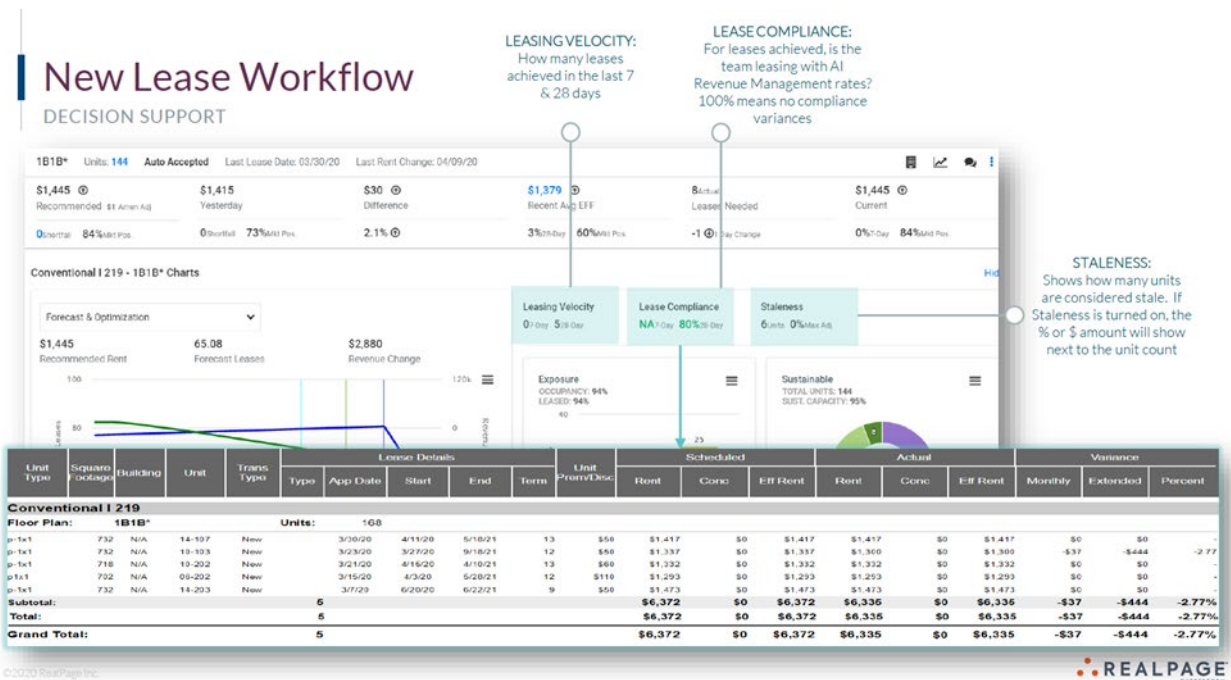 New Lease Workflow
DECISION SUPPORT
LEASING VELOCITY:
How many leases
achieved in the last 7
& 28 days
LEASE COMPLIANCE:
For leases achieved, is the
team leasing with AI
Revenue Management rates?
100% means no compliance
variances
1B1B* Units: 144 Auto Accepted Last Lease Date: 03/30/20 Last Rent Change: 04/09/20
$1,445 $1,415 $30 $1,379 8 Actual $1,445
Recommended $1 Amen Adj Yesterday Difference Recent Avg EFF Leases Needed Current
0 Shortfall 84% Mkt Pos. 0 Shortfall 73% Mkt Pos. 2.1% 3% 28-Day 60% Mkt Pos. -1 Day Change 0% 7-Day 84% Mkt Pos.
Conventional I 219 - 1B1B* Charts
STALENESS:
Shows how many units
are considered stale. If
Staleness is turned on, the
% or $ amount will show
next to the unit count
Forecast & Optimization
$1,445 65.08 $2,880
Recommended Rent Forecast Leases Revenue Change
100 120k
80 0
Leases
Leasing Velocity Lease Compliance Staleness
0 7-Day 5 28-Day NA 7-Day 80% 28-Day 6 Units 0% Max Adj.
Exposure
OCCUPANCY: 94%
LEASED: 94%
40
25
Sustainable
TOTAL UNITS: 144
SUST. CAPACITY: 95%
2
Lease Details Scheduled Actual Variance
Unit Type Square Footage Building Unit Trans Type Type App Date Start End Term Unit Prem/Disc Rent Conc Eff Rent Rent Conc Eff Rent Monthly Extended Percent
Conventional I 219
Floor Plan: 1B1B* Units: 168
p-1x1 732 N/A 14-107 New 3/30/20 4/11/20 5/18/21 13 $50 $1,417 $0 $1,417 $1,417 $0 $1,417 $0 $0 -
p-1x1 732 N/A 10-103 New 3/23/20 3/27/20 12 $1,337 $0 $1,337 $1,300 $0 $1,300 -$37 -$444 -2.77
p-1x1 N/A 10-202 New 3/21/20 4/10/21 13 $60 $1,332 $0 $1,332 $1,332 $0 $1,332 $0 $0 -
p1x1 N/A New 3/15/20 4/3/20 5/28/21 12 $110 $1,293 $0 $1,293 $1,293 $0 $1,293 $0 $0 -
p-1x1 732 N/A 14-203 New 3/7/20 6/20/20 6/22/21 9 $50 $1,473 $0 $1,473 $1,473 $0 $1,473 $0 $0 -
Subtotal: 5 $6,372 $0 $6,372 $6,335 $0 $6,335 -$37 -$444 -2.77%
Total: 5 $6,372 $0 $6,372 $6,335 $0 $6,335 -$37 -$444 -2.77%
Grand Total: 5 $6,372 $0 $6,372 $6,335 $0 $6,335 -$37 -$444 -2.77%
©2020 RealPage Inc.
REALPAGE